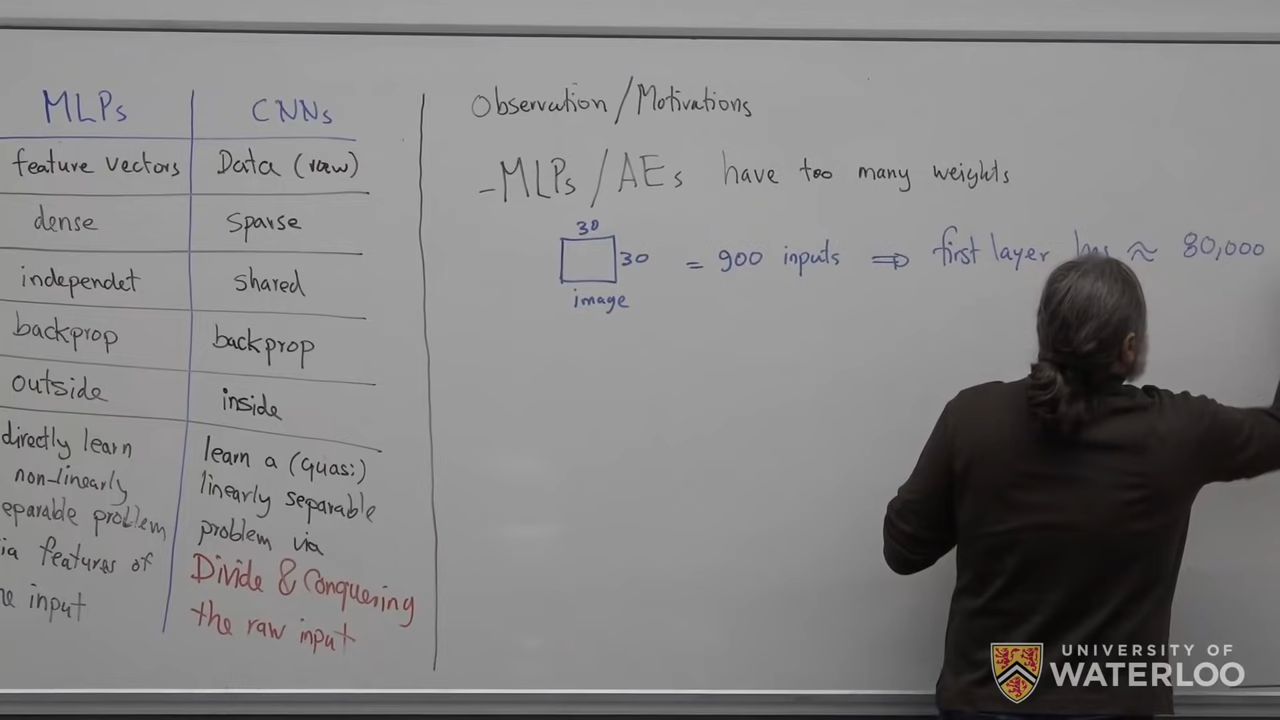 MLPs
CNNs
feature vectors
Data (raw)
dense
sparse
independet
shared
backprop
backprop
outside
inside
directly learn
non-linearly
eparable problem
ia features of
input
learn a (quasi)
linearly separable
problem via
Divide & Conquering
the raw input
Observation/Motivations
- MLPs/AEs have too many weights
30
30
image
= 900 inputs ⇒ first layer has ≈ 80,000
UNIVERSITY OF
WATERLOO